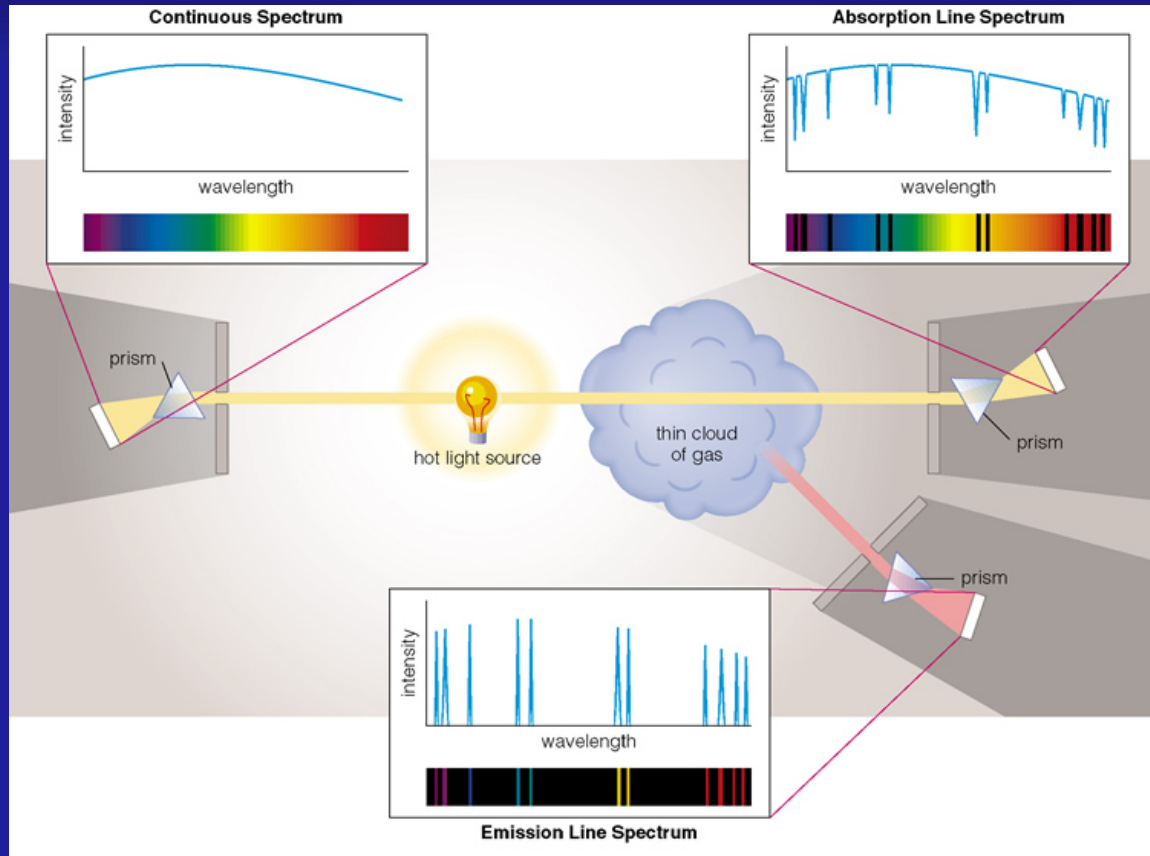 Continuous Spectrum
intensity
wavelength
Absorption Line Spectrum
intensity
wavelength
prism
hot light source
thin cloud
of gas
prism
prism
intensity
wavelength
Emission Line Spectrum